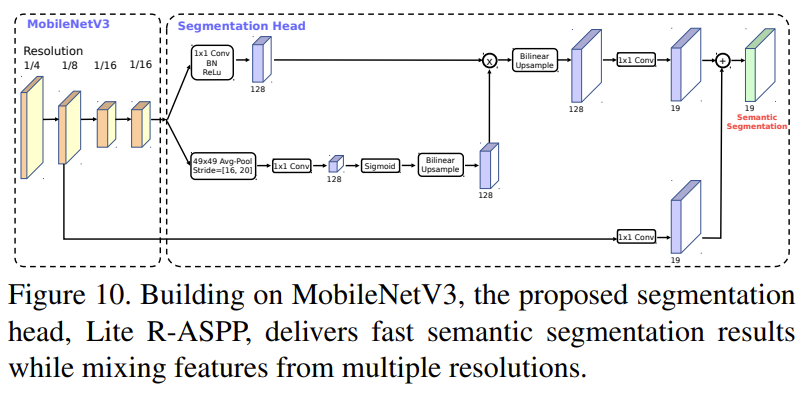 MobileNetV3
Segmentation Head
Resolution
1/4
1/8
1/16
1/16
1x1 Conv
BN
ReLu
128
X
Bilinear
Upsample
128
1x1 Conv
19
+
19
Semantic
Segmentation
49x49 Avg-Pool
Stride=[16, 20]
1x1 Conv
128
Sigmoid
Bilinear
Upsample
128
1x1 Conv
19
Figure 10. Building on MobileNetV3, the proposed segmentation
head, Lite R-ASPP, delivers fast semantic segmentation results
while mixing features from multiple resolutions.